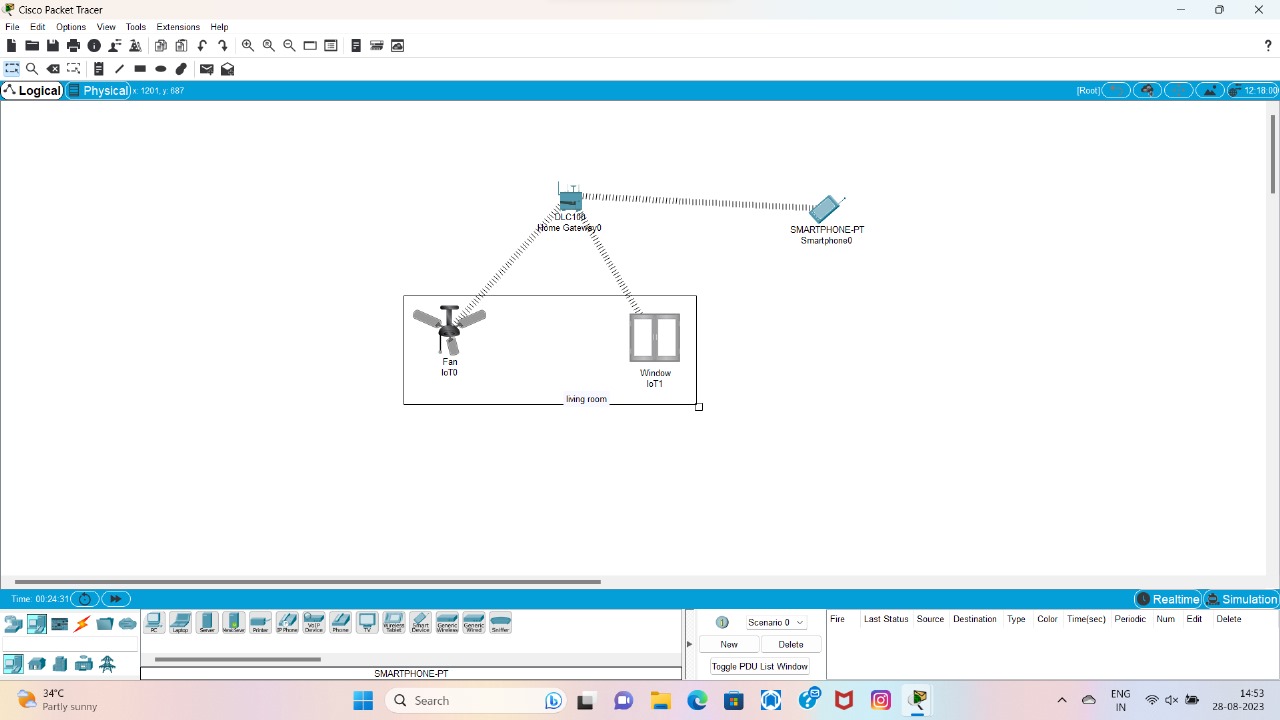 Cisco Packet Tracer
File Edit Options View Tools Extensions Help
?
Logical Physical x: 1201, y: 687 [Root] 12:18:00
DLC100
Home Gateway0
SMARTPHONE-PT
Smartphone0
Fan
IoT0
Window
IoT1
living room
Time: 00:24:31 Realtime Simulation
PC Laptop Server Printer IP Phone VoIP Device Phone TV Wireless Tablet Smart Device Generic Wireless Generic Wired Sniffer
SMARTPHONE-PT
Scenario 0
New Delete
Toggle PDU List Window
Fire Last Status Source Destination Type Color Time(sec) Periodic Num Edit Delete
34°C
Partly sunny
Search
ENG
IN
14:53
28-08-2023